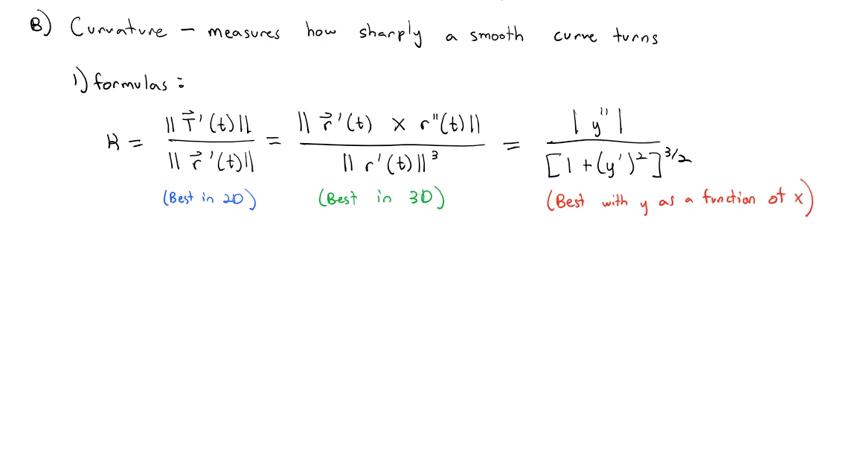 B) Curvature – measures how sharply a smooth curve turns
1) formulas:
K = ||T⃗'(t)|| / ||r⃗'(t)|| = ||r⃗'(t) × r''(t)|| / ||r'(t)||³ = |y''| / [1+(y')²]^3/2
(Best in 2D) (Best in 3D) (Best with y as a function of x)